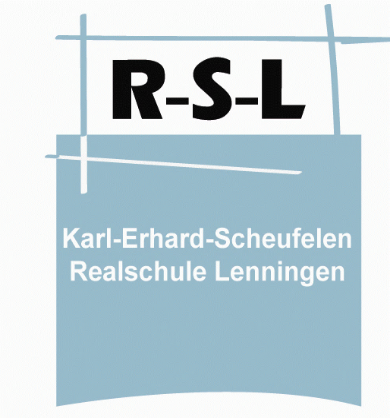 R-S-L
Karl-Erhard-Scheufelen
Realschule Lenningen